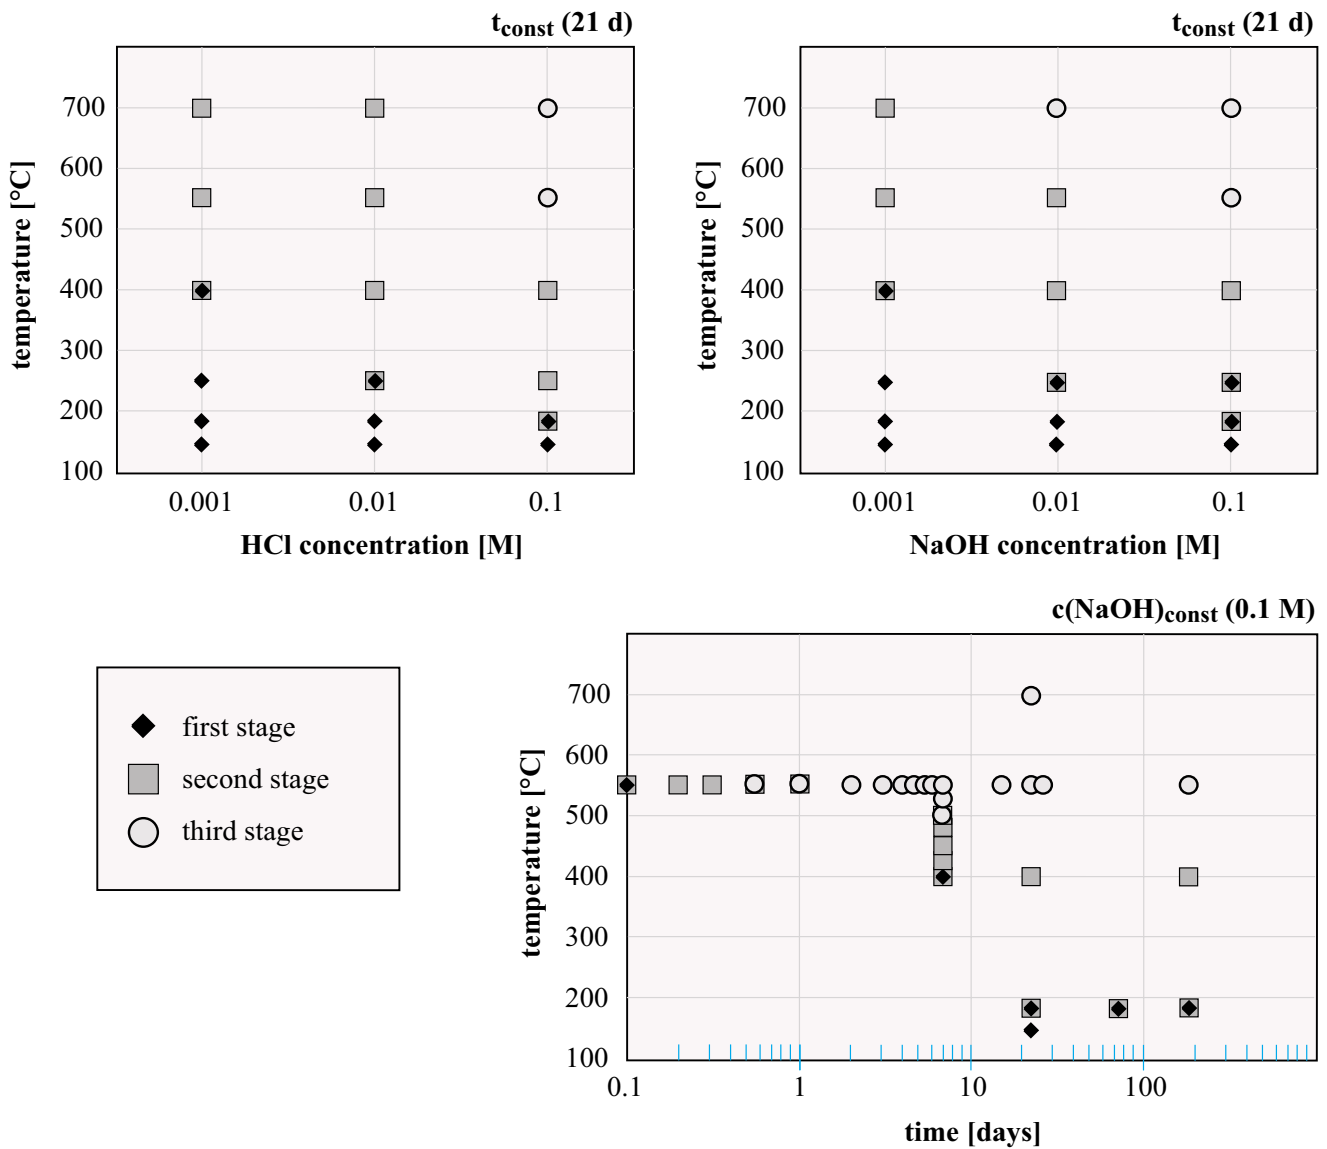 t_const (21 d)
700
600
500
400
300
200
100
temperature [°C]
0.001 0.01 0.1
HCl concentration [M]
t_const (21 d)
700
600
500
400
300
200
100
temperature [°C]
0.001 0.01 0.1
NaOH concentration [M]
first stage
second stage
third stage
c(NaOH)_const (0.1 M)
700
600
500
400
300
200
100
temperature [°C]
0.1 1 10 100
time [days]